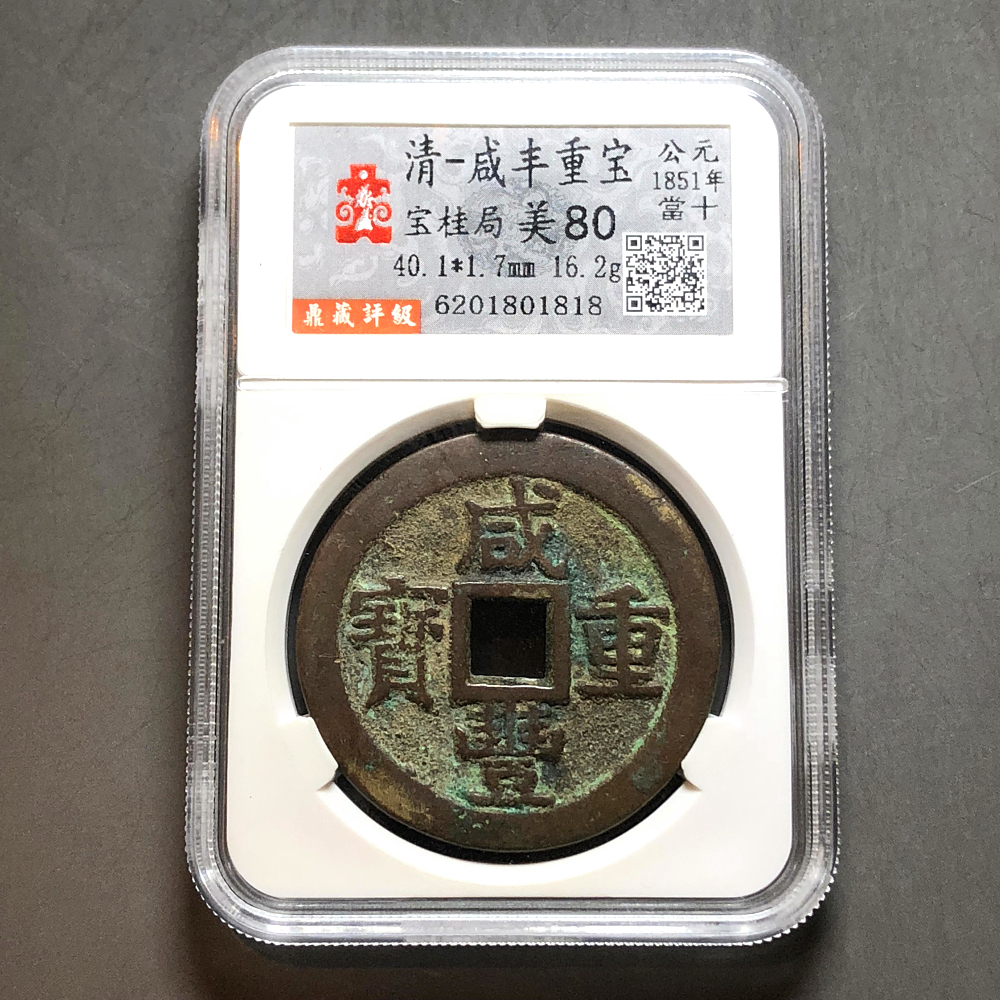 清-咸丰重宝
公元
1851年
當十
宝桂局 美80
40.1*1.7mm 16.2g
鼎藏評級 6201801818
咸
豐
重
寶